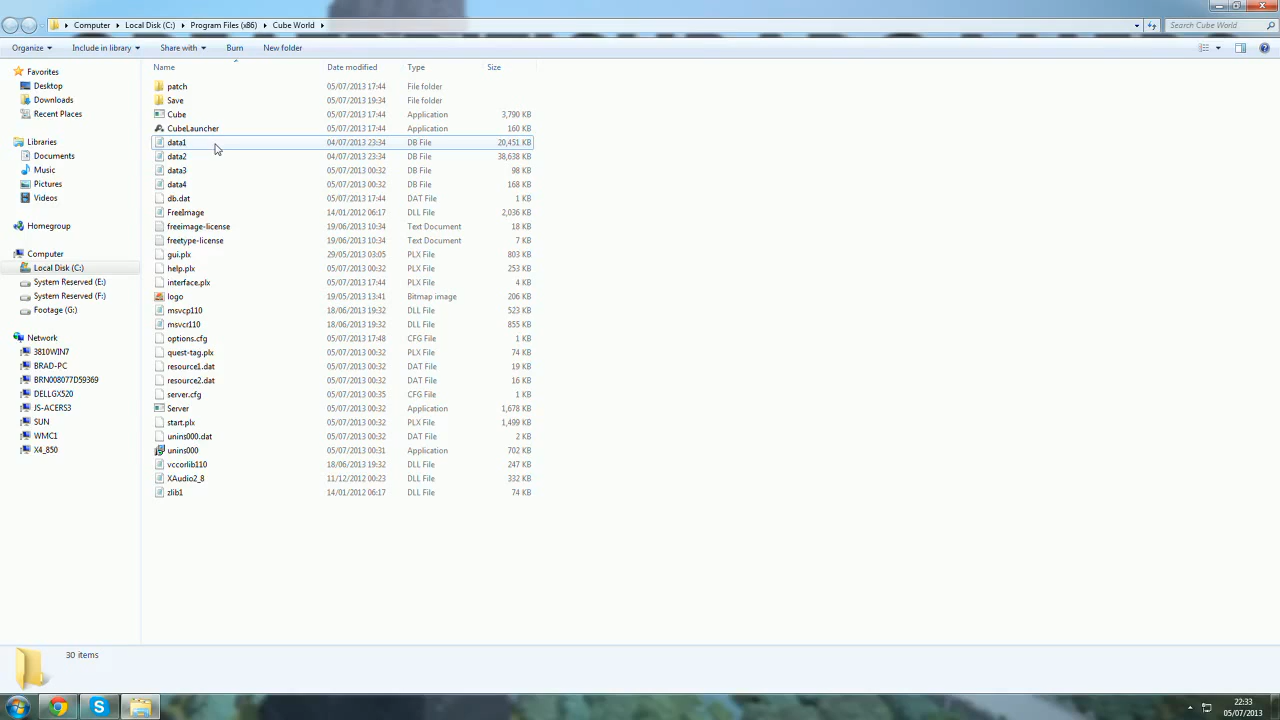 Computer ▸ Local Disk (C:) ▸ Program Files (x86) ▸ Cube World ▸
Search Cube World
Organize Include in library Share with Burn New folder
Name Date modified Type Size
Favorites
Desktop
Downloads
Recent Places
Libraries
Documents
Music
Pictures
Videos
Homegroup
Computer
Local Disk (C:)
System Reserved (E:)
System Reserved (F:)
Footage (G:)
Network
3810WIN7
BRAD-PC
BRN008077D59369
DELLGX520
JS-ACERS3
SUN
WMC1
X4_850
patch 05/07/2013 17:44 File folder
Save 05/07/2013 19:34 File folder
Cube 05/07/2013 17:44 Application 3,790 KB
CubeLauncher 05/07/2013 17:44 Application 160 KB
data1 04/07/2013 23:34 DB File 20,451 KB
data2 04/07/2013 23:34 DB File 38,638 KB
data3 05/07/2013 00:32 DB File 98 KB
data4 05/07/2013 00:32 DB File 168 KB
db.dat 05/07/2013 17:44 DAT File 1 KB
FreeImage 14/01/2012 06:17 DLL File 2,036 KB
freeimage-license 19/06/2013 10:34 Text Document 18 KB
freetype-license 19/06/2013 10:34 Text Document 7 KB
gui.plx 29/05/2013 03:05 PLX File 803 KB
help.plx 05/07/2013 00:32 PLX File 253 KB
interface.plx 05/07/2013 17:44 PLX File 4 KB
logo 19/05/2013 13:41 Bitmap image 206 KB
msvcp110 18/06/2013 19:32 DLL File 523 KB
msvcr110 18/06/2013 19:32 DLL File 855 KB
options.cfg 05/07/2013 17:48 CFG File 1 KB
quest-tag.plx 05/07/2013 00:32 PLX File 74 KB
resource1.dat 05/07/2013 00:32 DAT File 19 KB
resource2.dat 05/07/2013 00:32 DAT File 16 KB
server.cfg 05/07/2013 00:35 CFG File 1 KB
Server 05/07/2013 00:32 Application 1,678 KB
start.plx 05/07/2013 00:32 PLX File 1,499 KB
unins000.dat 05/07/2013 00:32 DAT File 2 KB
unins000 05/07/2013 00:31 Application 702 KB
vccorlib110 18/06/2013 19:32 DLL File 247 KB
XAudio2_8 11/12/2012 00:23 DLL File 332 KB
zlib1 14/01/2012 06:17 DLL File 74 KB
30 items
22:33
05/07/2013